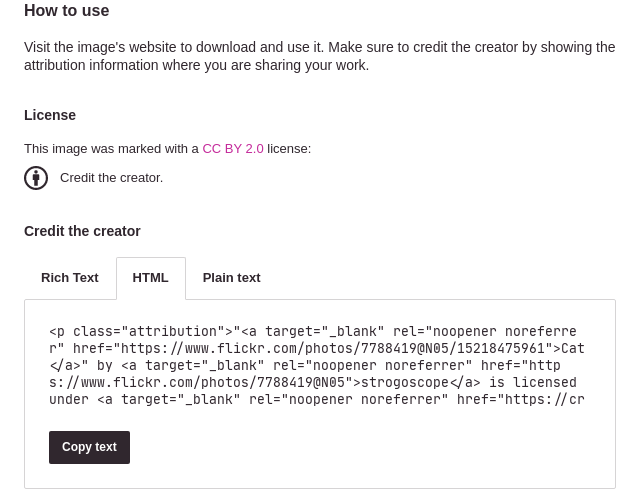 How to use
Visit the image's website to download and use it. Make sure to credit the creator by showing the
attribution information where you are sharing your work.
License
This image was marked with a CC BY 2.0 license:
Credit the creator.
Credit the creator
Rich Text HTML Plain text
<p class="attribution">"<a target="_blank" rel="noopener noreferre
r" href="https://www.flickr.com/photos/7788419@N05/15218475961">Cat
</a>" by <a target="_blank" rel="noopener noreferrer" href="http
s://www.flickr.com/photos/7788419@N05">strogoscope</a> is licensed
under <a target="_blank" rel="noopener noreferrer" href="https://cr
Copy text